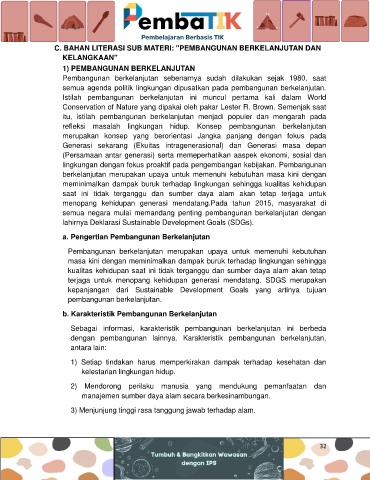 PembaTIK
Pembelajaran Berbasis TIK
C. BAHAN LITERASI SUB MATERI: "PEMBANGUNAN BERKELANJUTAN DAN
KELANGKAAN"
1) PEMBANGUNAN BERKELANJUTAN
Pembangunan berkelanjutan sebenarnya sudah dilakukan sejak 1980, saat
semua agenda politik lingkungan dipusatkan pada pembangunan berkelanjutan.
Istilah pembangunan berkelanjutan ini muncul pertama kali dalam World
Conservation of Nature yang dipakai oleh pakar Lester R. Brown. Semenjak saat
itu, istilah pembangunan berkelanjutan menjadi populer dan mengarah pada
refleksi masalah lingkungan hidup. Konsep pembangunan berkelanjutan
merupakan konsep yang berorientasi Jangka panjang dengan fokus pada
Generasi sekarang (Ekuitas intragenerasional) dan Generasi masa depan
(Persamaan antar generasi) serta memeperhatikan aaspek ekonomi, sosial dan
lingkungan dengan fokus proaktif pada pengembangan kebijakan. Pembangunan
berkelanjutan merupakan upaya untuk memenuhi kebutuhan masa kini dengan
meminimalkan dampak buruk terhadap lingkungan sehingga kualitas kehidupan
saat ini tidak terganggu dan sumber daya alam akan tetap terjaga untuk
menopang kehidupan generasi mendatang.Pada tahun 2015, masyarakat di
semua negara mulai memandang penting pembangunan berkelanjutan dengan
lahirnya Deklarasi Sustainable Development Goals (SDGs).
a. Pengertian Pembangunan Berkelanjutan
Pembangunan berkelanjutan merupakan upaya untuk memenuhi kebutuhan
masa kini dengan meminimalkan dampak buruk terhadap lingkungan sehingga
kualitas kehidupan saat ini tidak terganggu dan sumber daya alam akan tetap
terjaga untuk menopang kehidupan generasi mendatang. SDGS merupakan
kepanjangan dari Sustainable Development Goals yang artinya tujuan
pembangunan berkelanjutan.
b. Karakteristik Pembangunan Berkelanjutan
Sebagai informasi, karakteristik pembangunan berkelanjutan ini berbeda
dengan pembangunan lainnya. Karakteristik pembangunan berkelanjutan,
antara lain:
1) Setiap tindakan harus memperkirakan dampak terhadap kesehatan dan
kelestarian lingkungan hidup.
2) Mendorong perilaku manusia yang mendukung pemanfaatan dan
manajemen sumber daya alam secara berkesinambungan.
3) Menjunjung tinggi rasa tanggung jawab terhadap alam.
32
Tumbuh & Bangkitkan Wawasan
dengan IPS